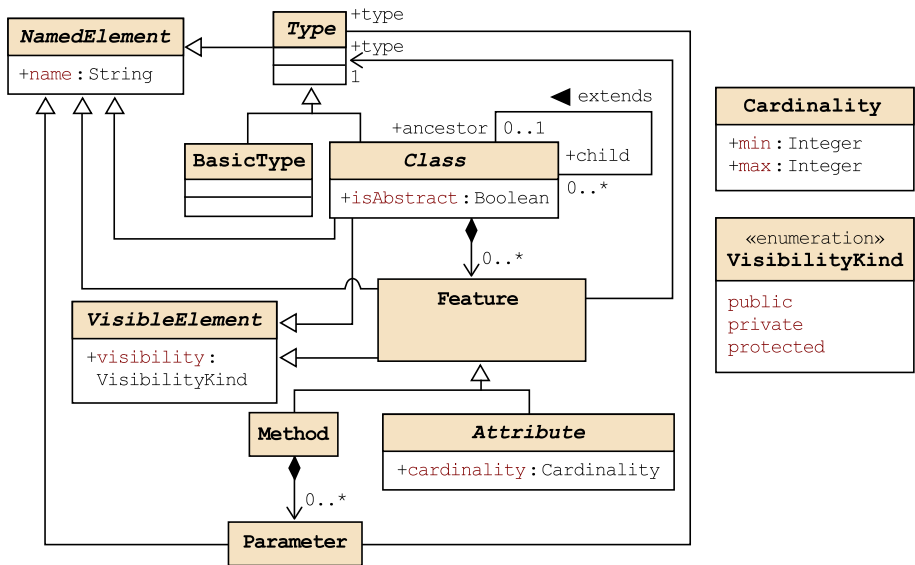 NamedElement
+name:String
Type
+type
+type
1
BasicType
extends
+ancestor
0..1
Class
+child
+isAbstract:Boolean
0..*
0..*
Feature
VisibleElement
+visibility:
VisibilityKind
Method
Attribute
+cardinality:Cardinality
0..*
Parameter
Cardinality
+min:Integer
+max:Integer
«enumeration»
VisibilityKind
public
private
protected